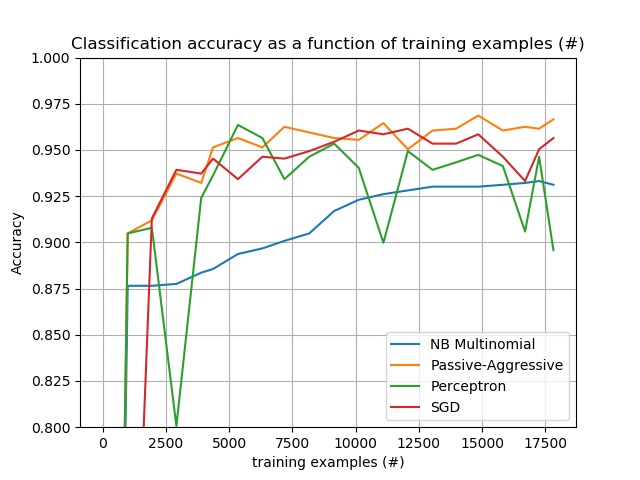 Classification accuracy as a function of training examples (#)
1.000
0.975
0.950
0.925
0.900
0.875
0.850
0.825
0.800
Accuracy
NB Multinomial
Passive-Aggressive
Perceptron
SGD
0 2500 5000 7500 10000 12500 15000 17500
training examples (#)